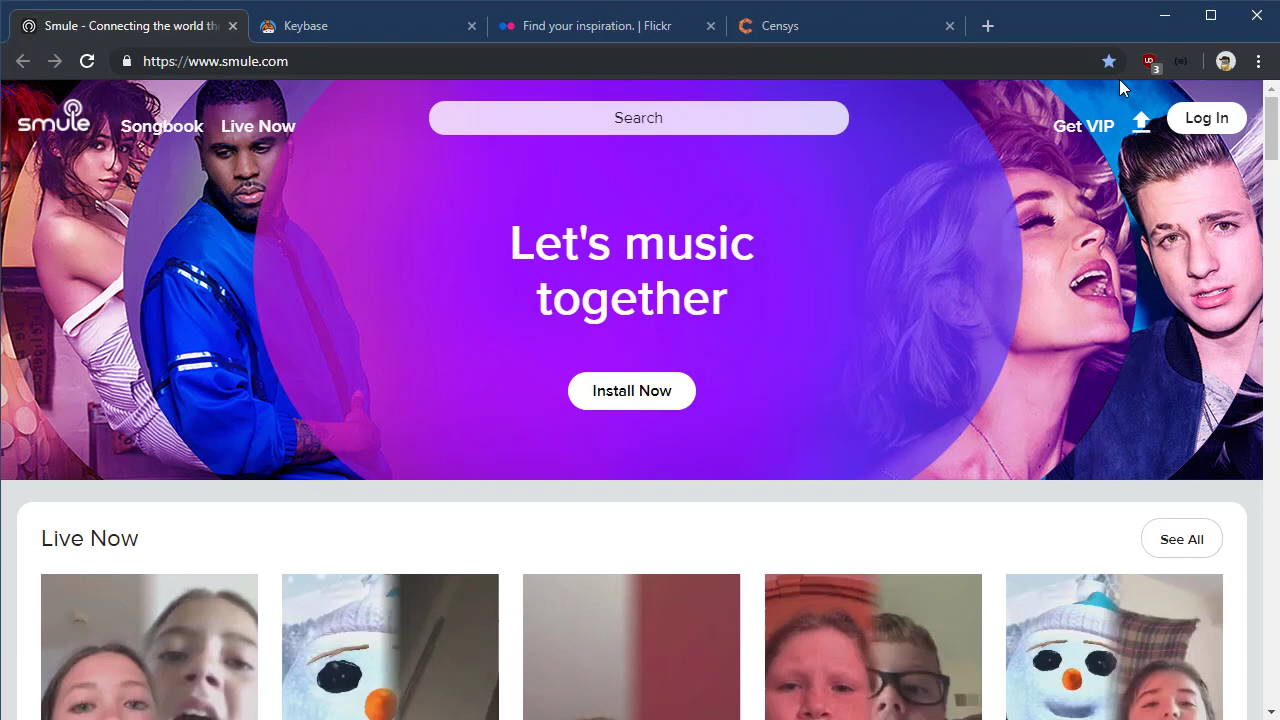 Smule - Connecting the world th
Keybase
Find your inspiration. | Flickr
Censys
https://www.smule.com
3
smule
Songbook
Live Now
Search
Get VIP
Log In
Let's music
together
Install Now
Live Now
See All